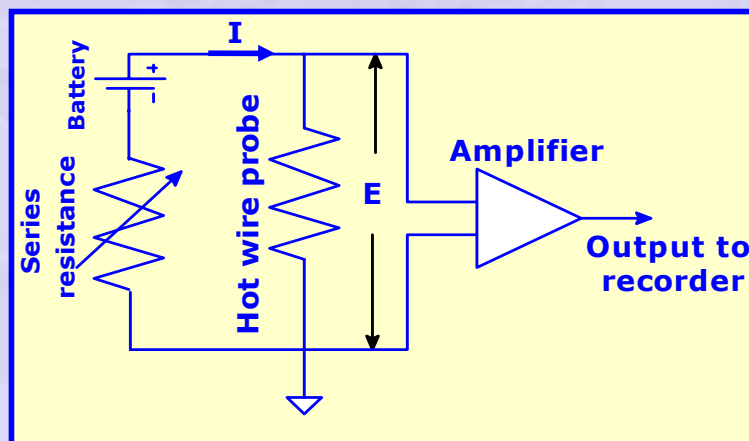 I
Battery
+
-
Series
resistance
Hot wire probe
E
Amplifier
Output to
recorder